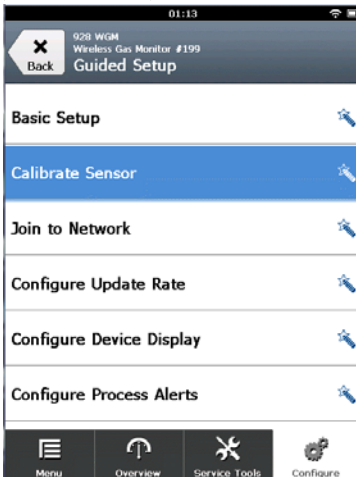 01:13
928 WGM
Wireless Gas Monitor #199
Back
Guided Setup
Basic Setup
Calibrate Sensor
Join to Network
Configure Update Rate
Configure Device Display
Configure Process Alerts
Menu
Overview
Service Tools
Configure